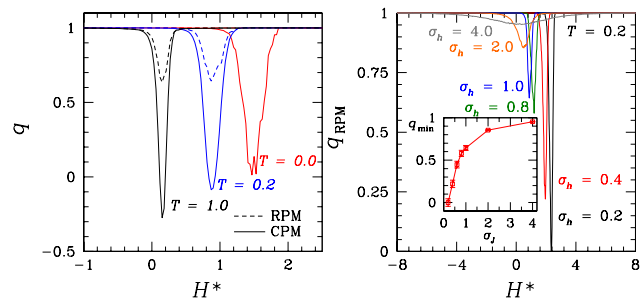 1
0.5
0
−0.5
q
T = 0.0
T = 0.2
T = 1.0
RPM
CPM
−1
0
1
2
H*
1
0.75
0.5
0.25
0
q_RPM
σ_h = 4.0
σ_h = 2.0
T = 0.2
σ_h = 1.0
σ_h = 0.8
σ_h = 0.4
σ_h = 0.2
q_min
1
0.5
0
0
1
2
3
4
σ_J
−8
−4
0
4
8
H*